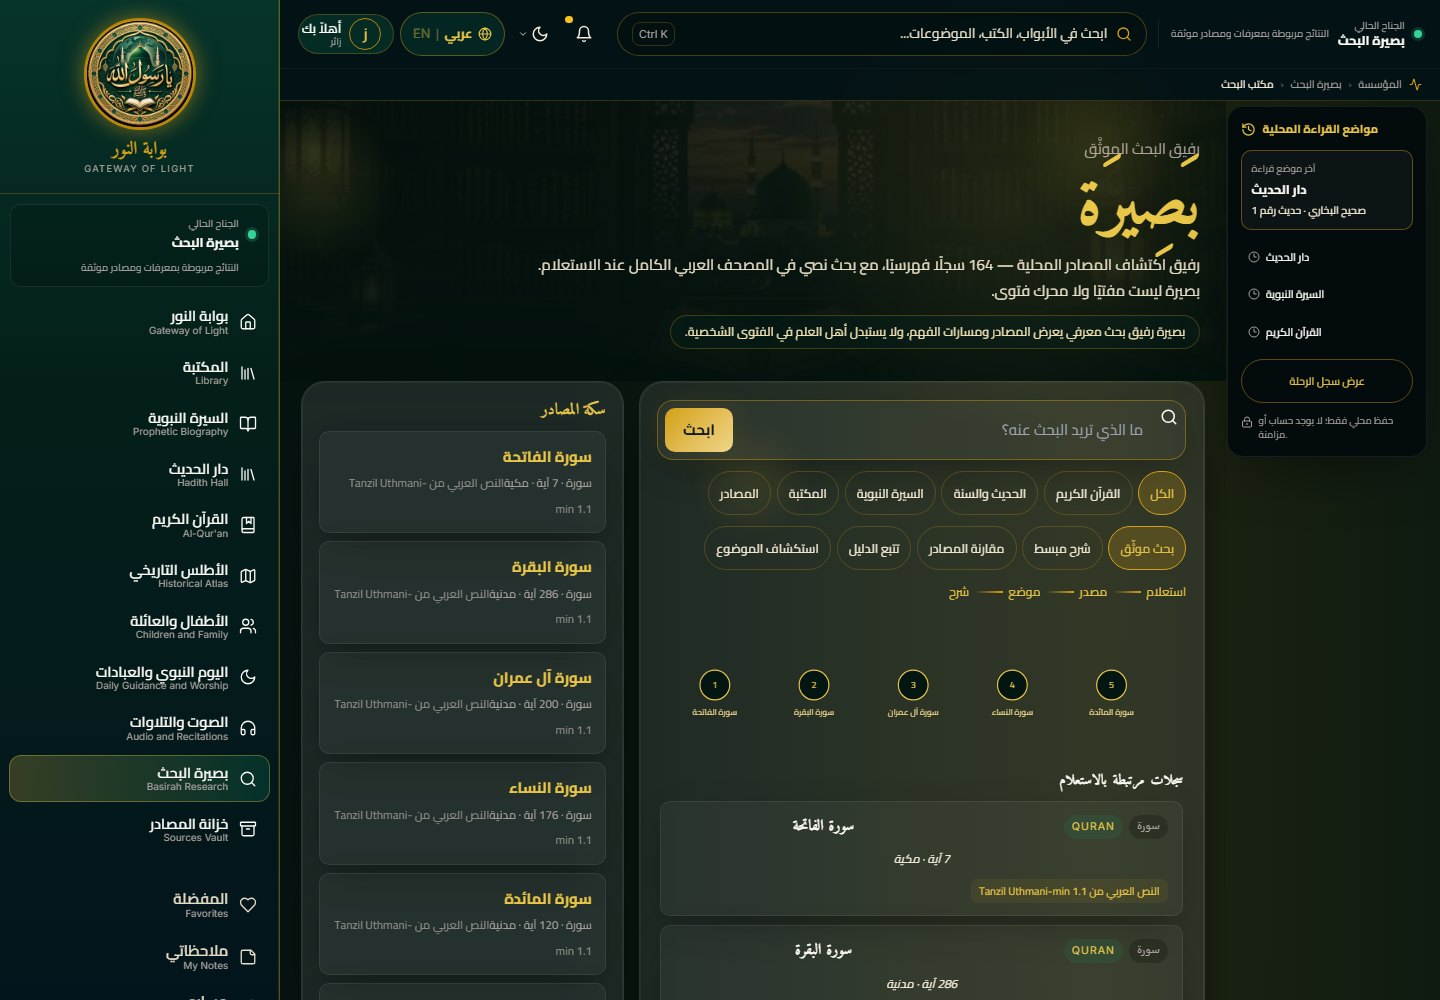 الجناح الحالي
بصيرة البحث
النتائج مربوطة بمعرفات ومصادر موثقة
ابحث في الأبواب، الكتب، الموضوعات...
Ctrl K
عربي | EN
ز
أهلاً بك
زائر
المؤسسة ‹ بصيرة البحث ‹ مكتب البحث
يا رسول الله
بوابة النور
GATEWAY OF LIGHT
الجناح الحالي
بصيرة البحث
النتائج مربوطة بمعرفات ومصادر موثقة
بوابة النور
Gateway of Light
المكتبة
Library
السيرة النبوية
Prophetic Biography
دار الحديث
Hadith Hall
القرآن الكريم
Al-Qur'an
الأطلس التاريخي
Historical Atlas
الأطفال والعائلة
Children and Family
اليوم النبوي والعبادات
Daily Guidance and Worship
الصوت والتلاوات
Audio and Recitations
بصيرة البحث
Basirah Research
خزانة المصادر
Sources Vault
المفضلة
Favorites
ملاحظاتي
My Notes
مواضع القراءة المحلية
آخر موضع قراءة
دار الحديث
صحيح البخاري · حديث رقم 1
دار الحديث
السيرة النبوية
القرآن الكريم
عرض سجل الرحلة
حفظ محلي فقط؛ لا يوجد حساب أو
مزامنة.
رفيق البحث الموثَّق
بَصِيرَة
رفيق اكتشاف المصادر المحلية — 164 سجلًا فهرسيًا، مع بحث نصي في المصحف العربي الكامل عند الاستعلام.
بصيرة ليست مفتيًا ولا محرك فتوى.
بصيرة رفيق بحث معرفي يعرض المصادر ومسارات الفهم، ولا يستبدل أهل العلم في الفتوى الشخصية.
ما الذي تريد البحث عنه؟
ابحث
الكل
القرآن الكريم
الحديث والسنة
السيرة النبوية
المكتبة
المصادر
بحث موثّق
شرح مبسط
مقارنة المصادر
تتبع الدليل
استكشاف الموضوع
استعلام
مصدر
موضع
شرح
5
4
3
2
1
سورة المائدة
سورة النساء
سورة آل عمران
سورة البقرة
سورة الفاتحة
سجلات مرتبطة بالاستعلام
سورة
QURAN
سورة الفاتحة
7 آية · مكية
النص العربي من Tanzil Uthmani-min 1.1
سورة
QURAN
سورة البقرة
286 آية · مدنية
سكة المصادر
سورة الفاتحة
سورة · 7 آية · مكيةالنص العربي من Tanzil Uthmani-
min 1.1
سورة البقرة
سورة · 286 آية · مدنيةالنص العربي من Tanzil Uthmani-
min 1.1
سورة آل عمران
سورة · 200 آية · مدنيةالنص العربي من Tanzil Uthmani-
min 1.1
سورة النساء
سورة · 176 آية · مدنيةالنص العربي من Tanzil Uthmani-
min 1.1
سورة المائدة
سورة · 120 آية · مدنيةالنص العربي من Tanzil Uthmani-
min 1.1